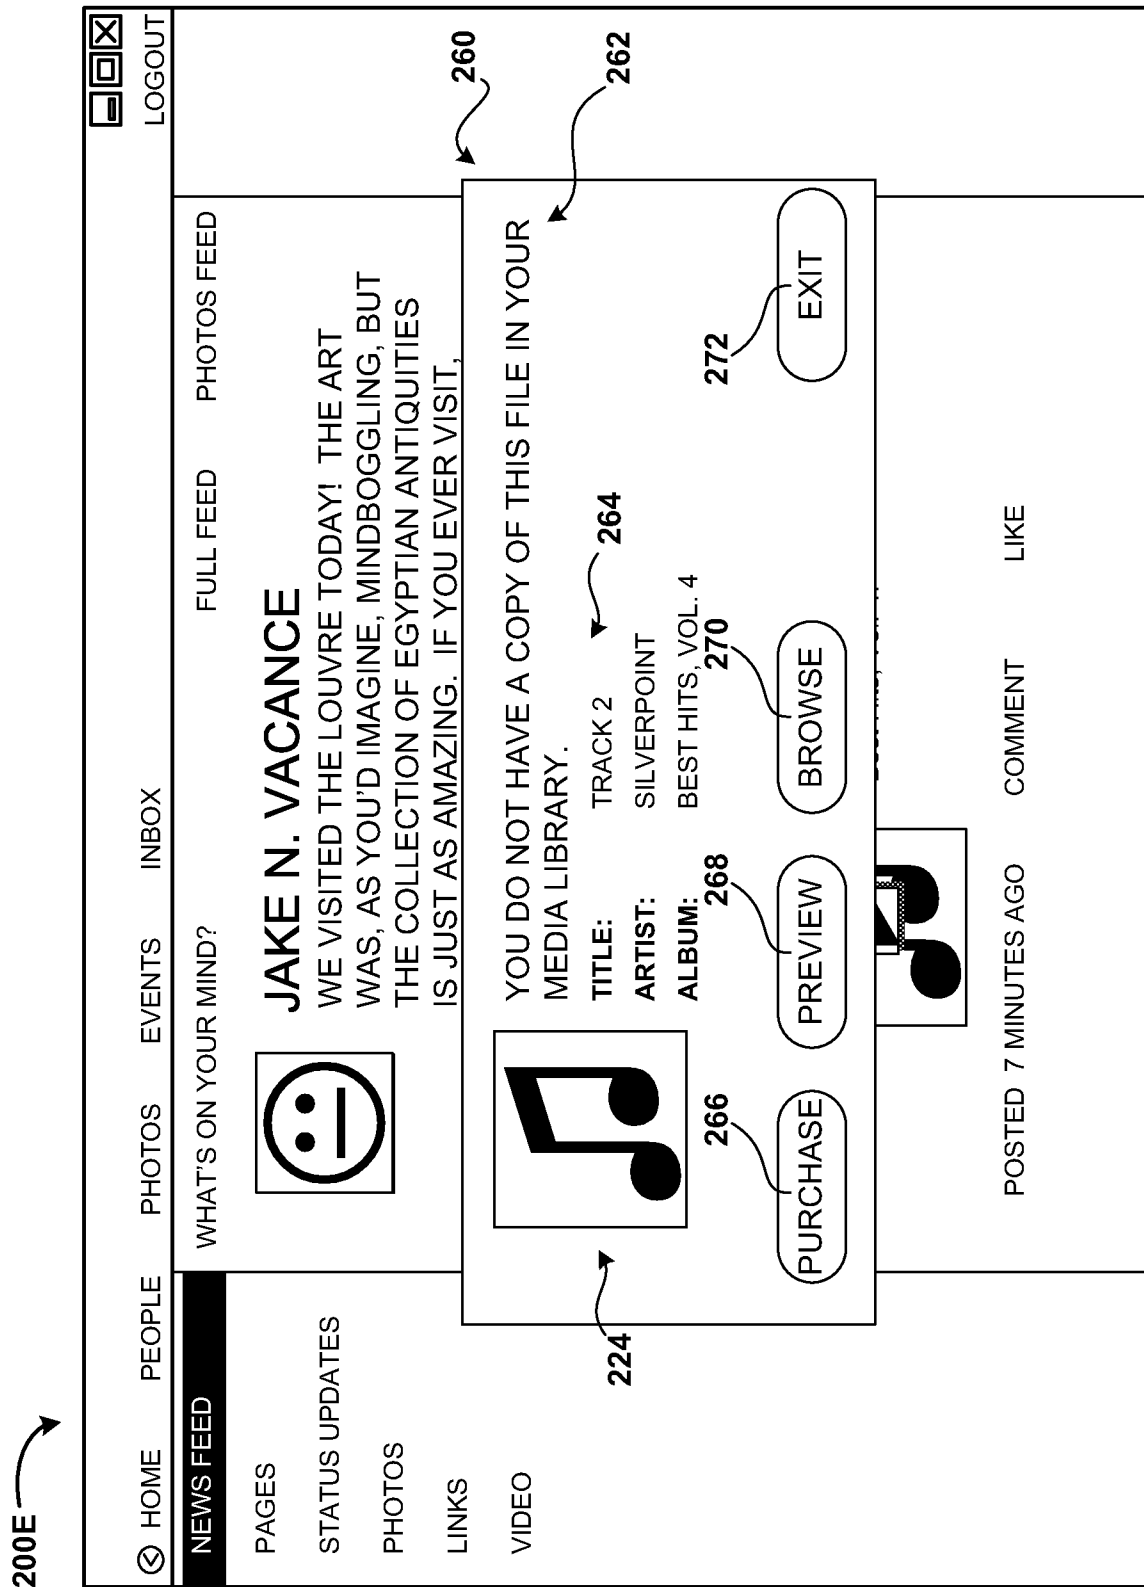 200E
HOME PEOPLE PHOTOS EVENTS INBOX LOGOUT
NEWS FEED
PAGES
STATUS UPDATES
PHOTOS
LINKS
VIDEO
WHAT'S ON YOUR MIND? FULL FEED PHOTOS FEED
JAKE N. VACANCE
WE VISITED THE LOUVRE TODAY! THE ART
WAS, AS YOU'D IMAGINE, MINDBOGGLING, BUT
THE COLLECTION OF EGYPTIAN ANTIQUITIES
IS JUST AS AMAZING. IF YOU EVER VISIT,
260
262
YOU DO NOT HAVE A COPY OF THIS FILE IN YOUR
MEDIA LIBRARY.
264
TITLE: TRACK 2
ARTIST: SILVERPOINT
ALBUM: BEST HITS, VOL. 4
224
266 268 270 272
PURCHASE PREVIEW BROWSE EXIT
POSTED 7 MINUTES AGO COMMENT LIKE